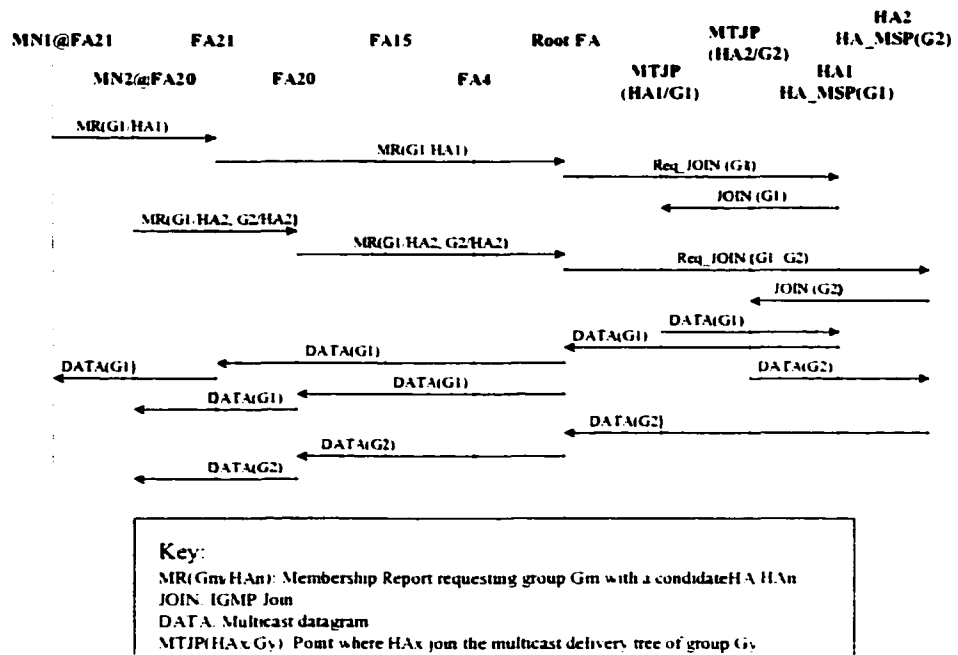 HA2
MN1@FA21 FA21 FA15 Root FA MTJP HA_MSP(G2)
(HA2/G2)
MN2@FA20 FA20 FA4 MTJP HA1
(HA1/G1) HA_MSP(G1)
MR(G1/HA1)
MR(G1/HA1)
Req_JOIN (G1)
JOIN (G1)
MR(G1/HA2, G2/HA2)
MR(G1/HA2, G2/HA2)
Req_JOIN (G1 G2)
JOIN (G2)
DATA(G1)
DATA(G1)
DATA(G1)
DATA(G1)
DATA(G2)
DATA(G1)
DATA(G1)
DATA(G2)
DATA(G2)
DATA(G2)
Key:
MR(Gm/HAn): Membership Report requesting group Gm with a condidateHA HAn
JOIN: IGMP Join
DATA: Multicast datagram
MTJP(HAx/Gy) Point where HAx join the multicast delivery tree of group Gy